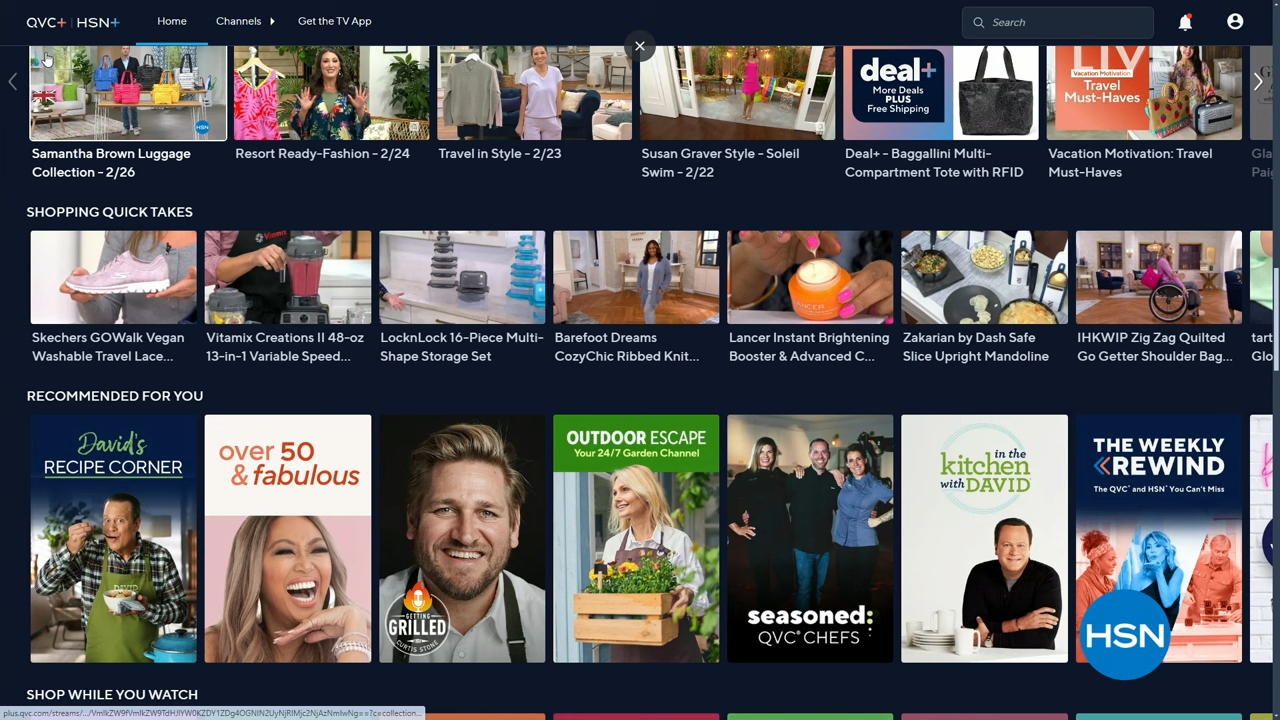 QVC+ | HSN+
Home
Channels
Get the TV App
Search
deal+
More Deals
PLUS
Free Shipping
Vacation Motivation
Travel
Must-Haves
HSN
Samantha Brown Luggage
Collection - 2/26
Resort Ready-Fashion - 2/24
Travel in Style - 2/23
Susan Graver Style - Soleil
Swim - 2/22
Deal+ - Baggallini Multi-
Compartment Tote with RFID
Vacation Motivation: Travel
Must-Haves
SHOPPING QUICK TAKES
Vitamix
LANCER
Skechers GOWalk Vegan
Washable Travel Lace...
Vitamix Creations II 48-oz
13-in-1 Variable Speed...
LocknLock 16-Piece Multi-
Shape Storage Set
Barefoot Dreams
CozyChic Ribbed Knit...
Lancer Instant Brightening
Booster & Advanced C...
Zakarian by Dash Safe
Slice Upright Mandoline
IHKWIP Zig Zag Quilted
Go Getter Shoulder Bag...
RECOMMENDED FOR YOU
David's
RECIPE CORNER
DAVID
over 50
& fabulous
GETTING
GRILLED
CURTIS STONE
OUTDOOR ESCAPE
Your 24/7 Garden Channel
seasoned:
QVC® CHEFS
in the
kitchen
with DAVID
THE WEEKLY
REWIND
The QVC® and HSN® You Can't Miss
HSN
SHOP WHILE YOU WATCH